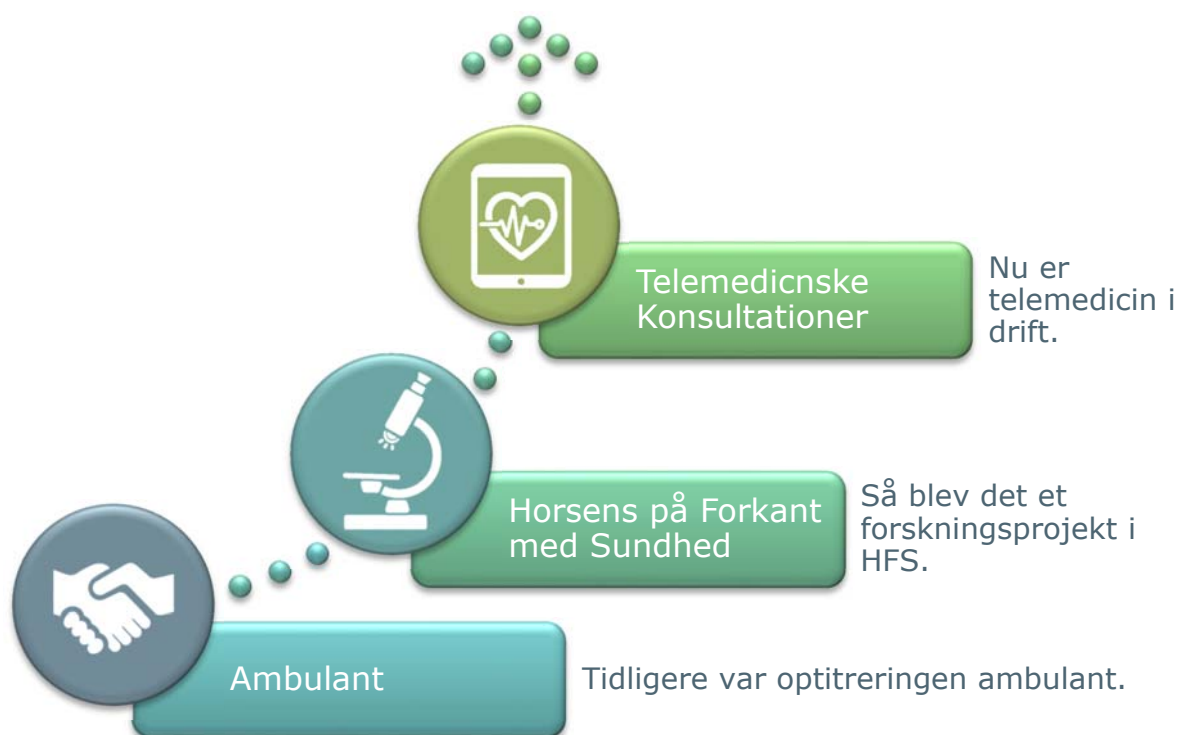 Telemedicnske
Konsultationer
Nu er
telemedicin i
drift.
Horsens på Forkant
med Sundhed
Så blev det et
forskningsprojekt i
HFS.
Ambulant
Tidligere var optitreringen ambulant.